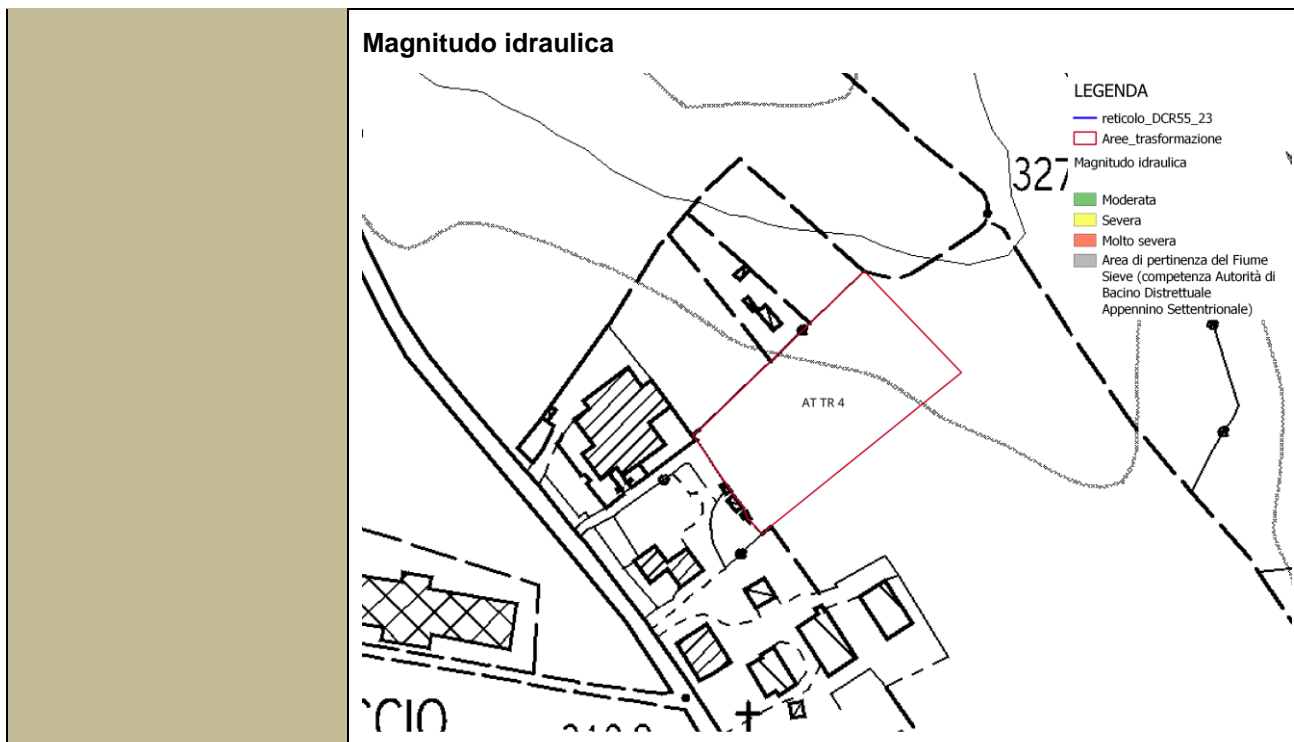 Magnitudo idraulica
LEGENDA
reticolo_DCR55_23
Aree_trasformazione
Magnitudo idraulica
Moderata
Severa
Molto severa
Area di pertinenza del Fiume
Sieve (competenza Autorità di
Bacino Distrettuale
Appennino Settentrionale)
327
AT TR 4
CCIO